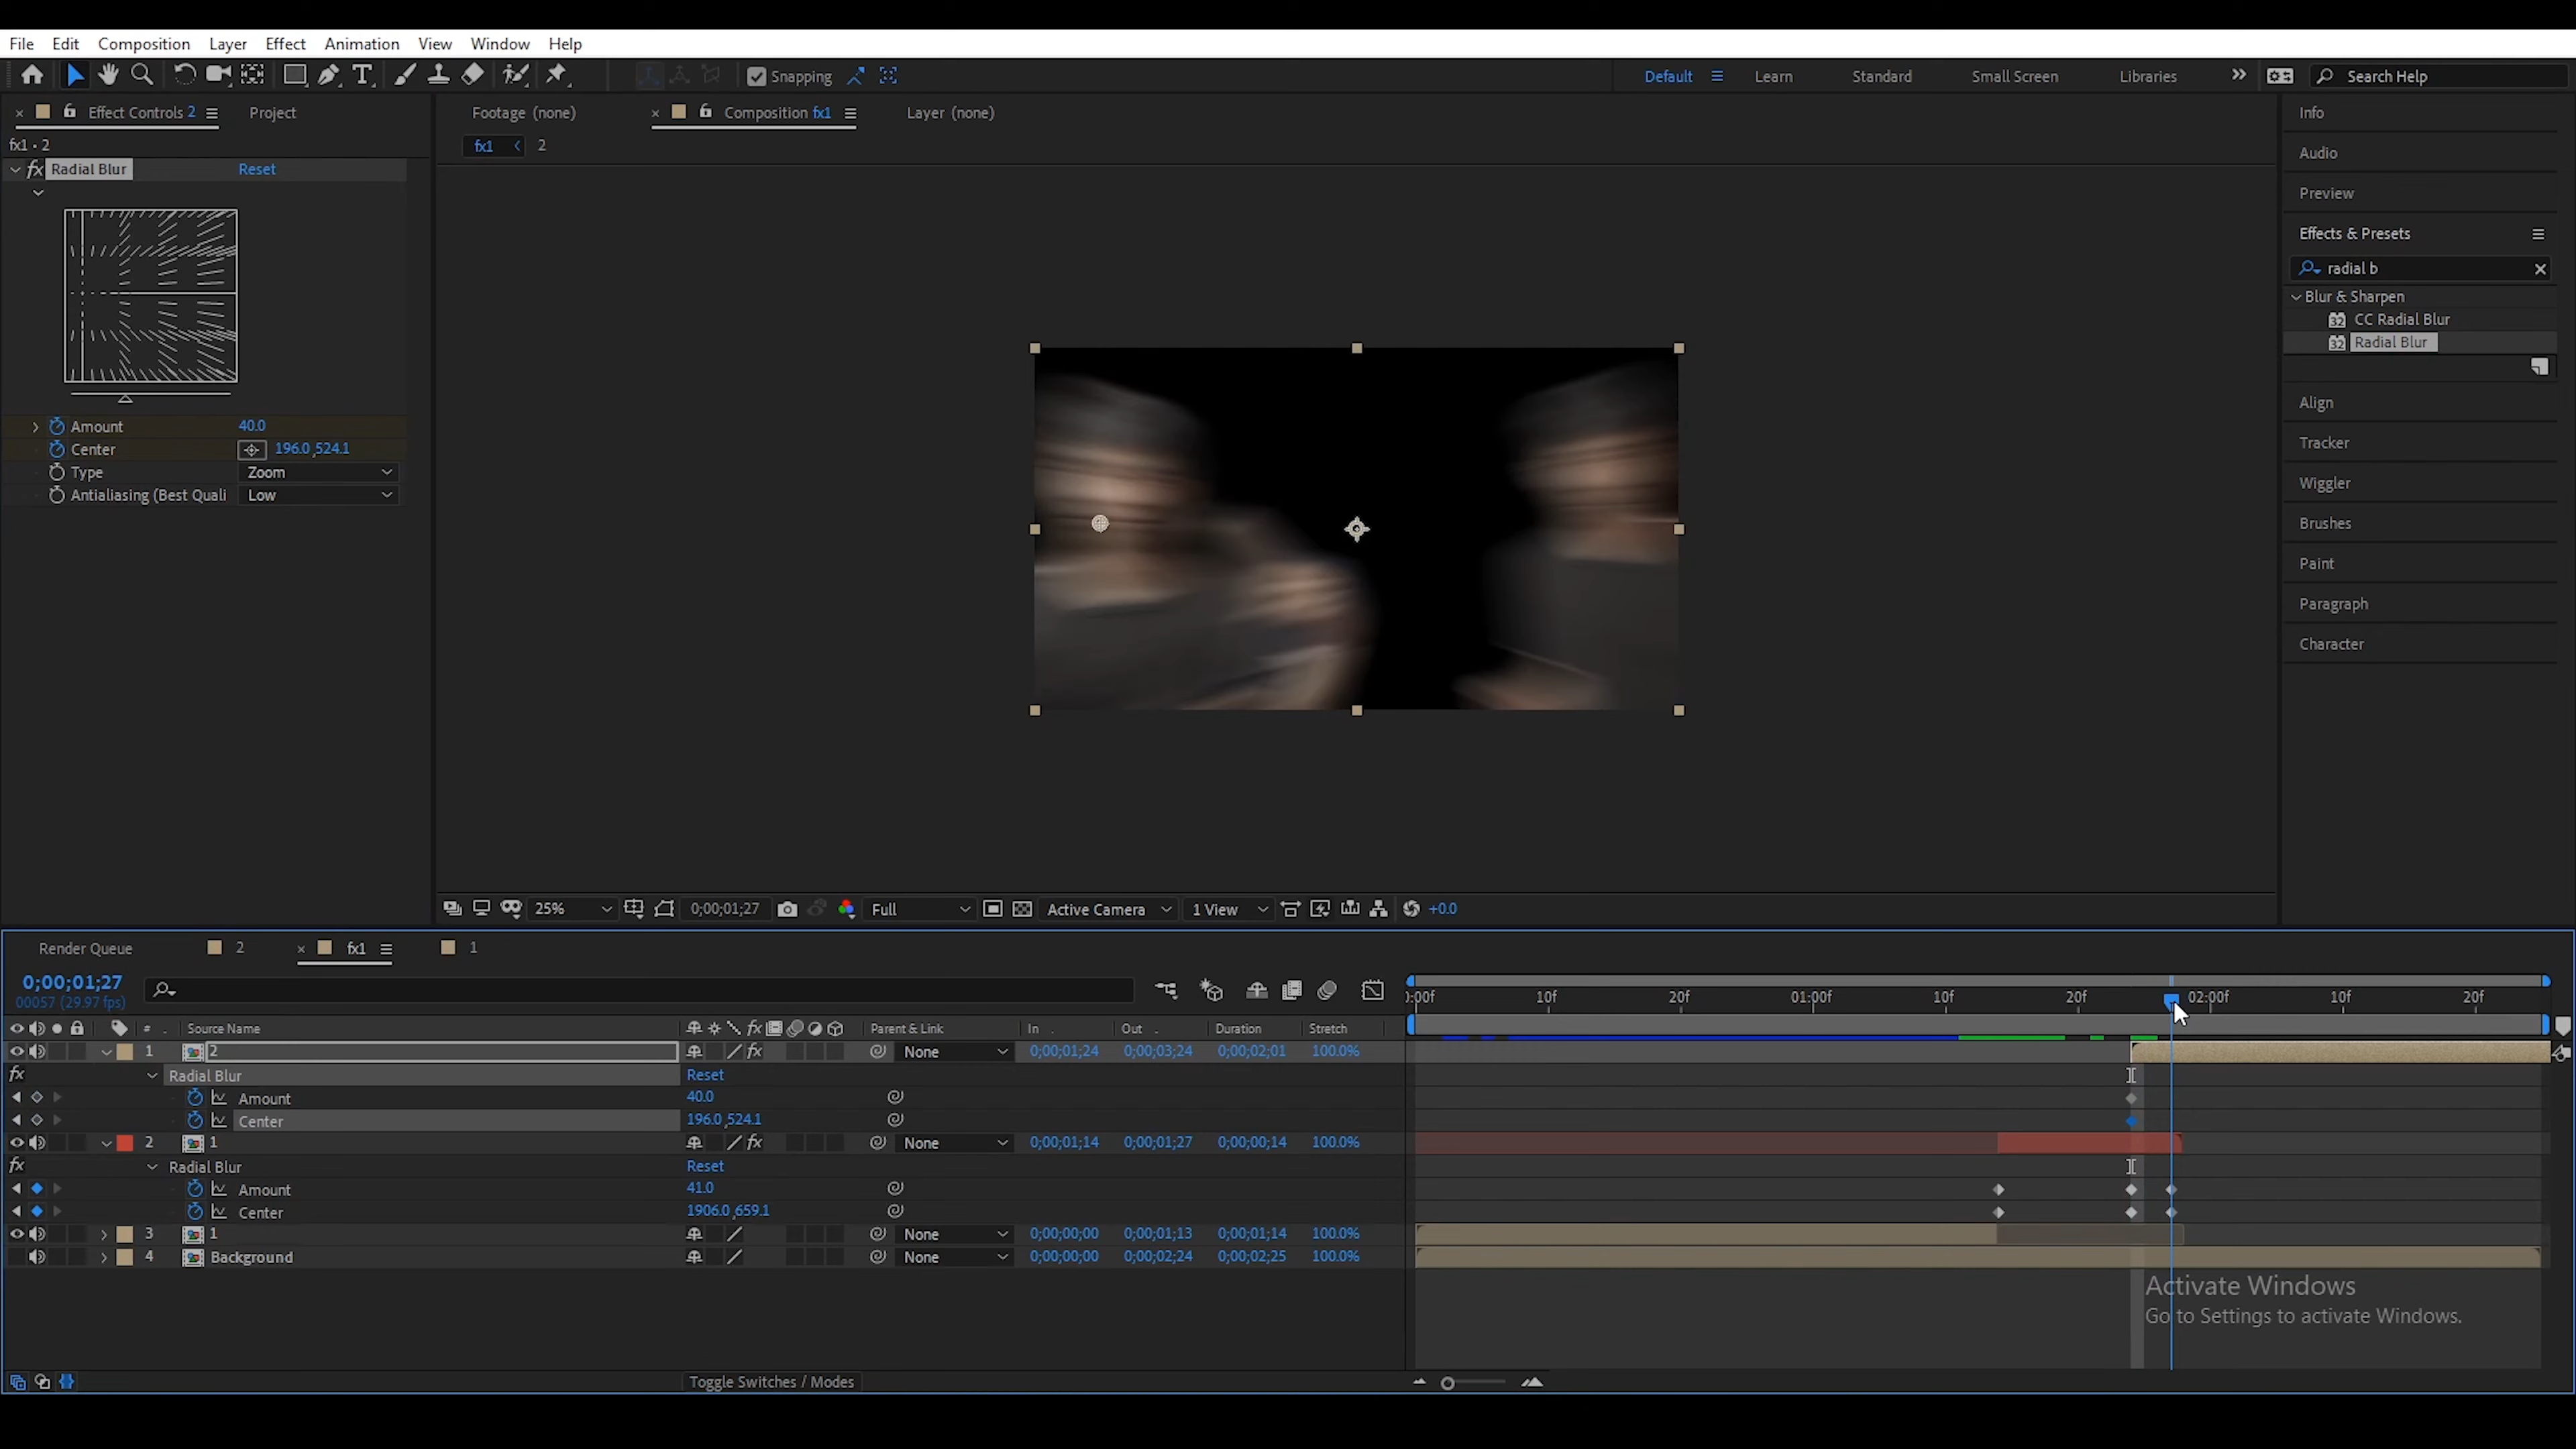 File Edit Composition Layer Effect Animation View Window Help
Snapping Default Learn Standard Small Screen Libraries Search Help
Effect Controls 2 Project
Footage (none) Composition fx1 Layer (none)
fx1 • 2
fx1 2
fx Radial Blur Reset
Amount 40.0
Center 196.0,524.1
Type Zoom
Antialiasing (Best Quali Low
Info
Audio
Preview
Effects & Presets
radial b
Blur & Sharpen
32 CC Radial Blur
32 Radial Blur
Align
Tracker
Wiggler
Brushes
Paint
Paragraph
Character
25% 0;00;01;27 Full Active Camera 1 View +0.0
Render Queue 2 fx1 1
0;00;01;27
00057 (29.97 fps)
:00f 10f 20f 01:00f 10f 20f 02:00f 10f 20f
# Source Name fx Parent & Link In Out Duration Stretch
1 2 fx None 0;00;01;24 0;00;03;24 0;00;02;01 100.0%
fx Radial Blur Reset
Amount 40.0
Center 196.0,524.1
2 1 fx None 0;00;01;14 0;00;01;27 0;00;00;14 100.0%
fx Radial Blur Reset
Amount 41.0
Center 1906.0,659.1
3 1 None 0;00;00;00 0;00;01;13 0;00;01;14 100.0%
4 Background None 0;00;00;00 0;00;02;24 0;00;02;25 100.0%
Activate Windows
Go to Settings to activate Windows.
Toggle Switches / Modes